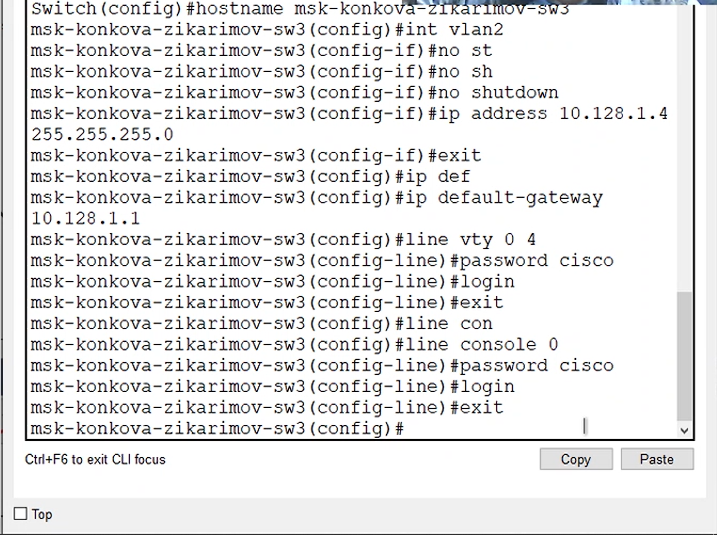 Switch(config)#hostname msk-konkova-zikarimov-sw3
msk-konkova-zikarimov-sw3(config)#int vlan2
msk-konkova-zikarimov-sw3(config-if)#no st
msk-konkova-zikarimov-sw3(config-if)#no sh
msk-konkova-zikarimov-sw3(config-if)#no shutdown
msk-konkova-zikarimov-sw3(config-if)#ip address 10.128.1.4
255.255.255.0
msk-konkova-zikarimov-sw3(config-if)#exit
msk-konkova-zikarimov-sw3(config)#ip def
msk-konkova-zikarimov-sw3(config)#ip default-gateway
10.128.1.1
msk-konkova-zikarimov-sw3(config)#line vty 0 4
msk-konkova-zikarimov-sw3(config-line)#password cisco
msk-konkova-zikarimov-sw3(config-line)#login
msk-konkova-zikarimov-sw3(config-line)#exit
msk-konkova-zikarimov-sw3(config)#line con
msk-konkova-zikarimov-sw3(config)#line console 0
msk-konkova-zikarimov-sw3(config-line)#password cisco
msk-konkova-zikarimov-sw3(config-line)#login
msk-konkova-zikarimov-sw3(config-line)#exit
msk-konkova-zikarimov-sw3(config)#
Ctrl+F6 to exit CLI focus
Copy
Paste
Top